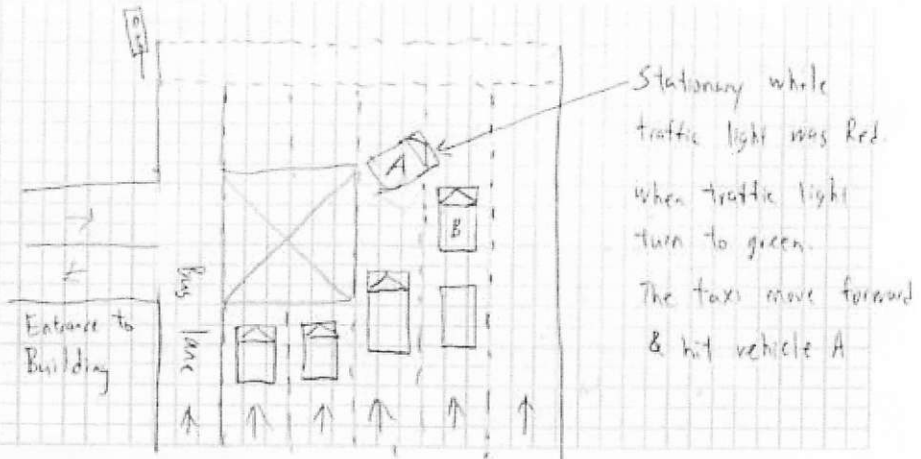 Stationary while
traffic light was Red.
when traffic light
turn to green.
The taxi move forward
& hit vehicle A
A
B
Bus lane
Entrance to
Building